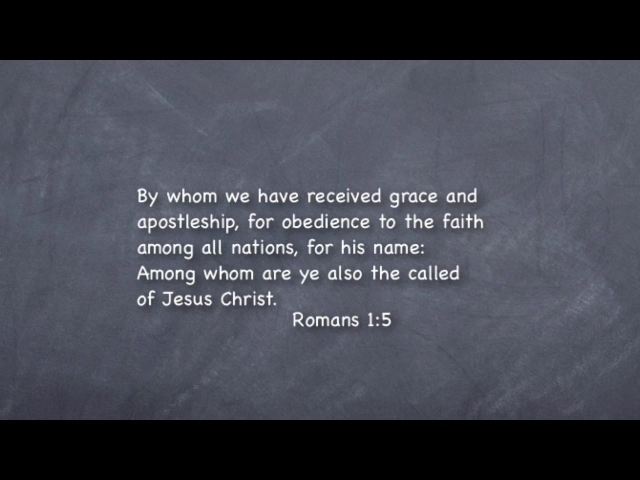 By whom we have received grace and
apostleship, for obedience to the faith
among all nations, for his name:
Among whom are ye also the called
of Jesus Christ.
Romans 1:5